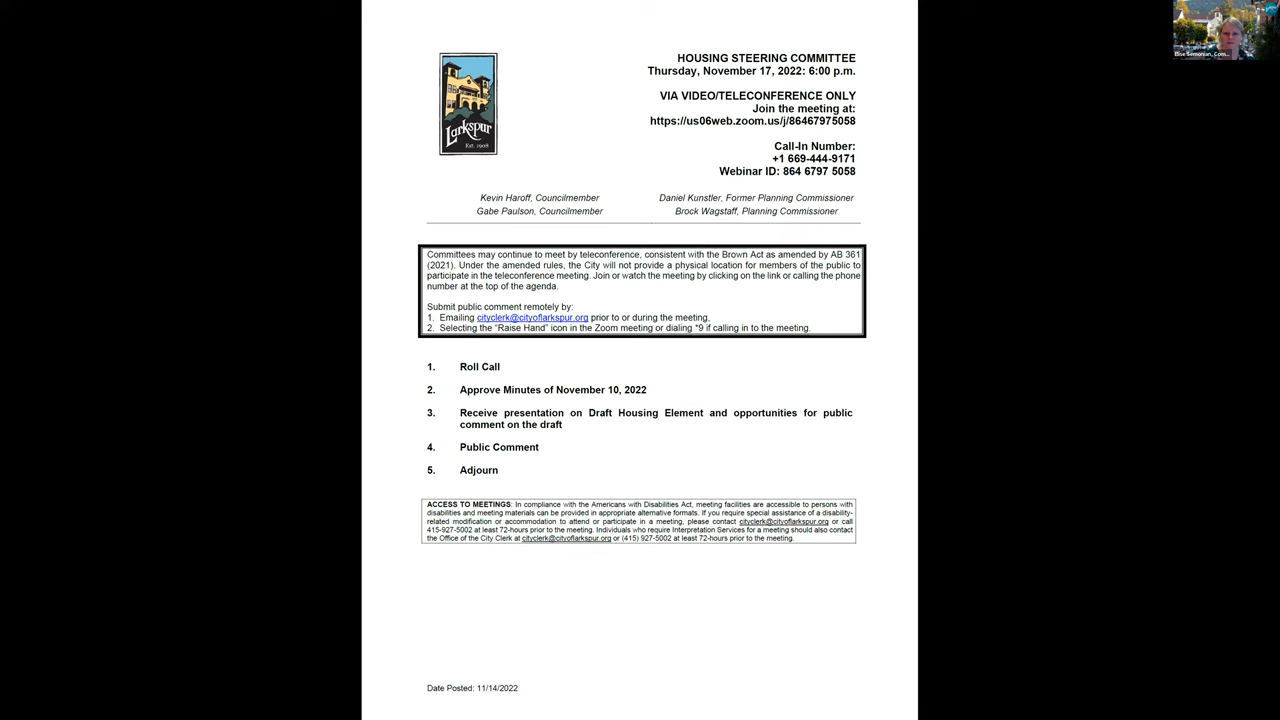 Larkspur
Est. 1908
HOUSING STEERING COMMITTEE
Thursday, November 17, 2022: 6:00 p.m.
VIA VIDEO/TELECONFERENCE ONLY
Join the meeting at:
https://us06web.zoom.us/j/86467975058
Call-In Number:
+1 669-444-9171
Webinar ID: 864 6797 5058
Kevin Haroff, Councilmember
Gabe Paulson, Councilmember
Daniel Kunstler, Former Planning Commissioner
Brock Wagstaff, Planning Commissioner
Committees may continue to meet by teleconference, consistent with the Brown Act as amended by AB 361
(2021). Under the amended rules, the City will not provide a physical location for members of the public to
participate in the teleconference meeting. Join or watch the meeting by clicking on the link or calling the phone
number at the top of the agenda.
Submit public comment remotely by:
1. Emailing cityclerk@cityoflarkspur.org prior to or during the meeting,
2. Selecting the “Raise Hand” icon in the Zoom meeting or dialing *9 if calling in to the meeting.
1. Roll Call
2. Approve Minutes of November 10, 2022
3. Receive presentation on Draft Housing Element and opportunities for public
comment on the draft
4. Public Comment
5. Adjourn
ACCESS TO MEETINGS: In compliance with the Americans with Disabilities Act, meeting facilities are accessible to persons with
disabilities and meeting materials can be provided in appropriate alternative formats. If you require special assistance of a disability-
related modification or accommodation to attend or participate in a meeting, please contact cityclerk@cityoflarkspur.org or call
415-927-5002 at least 72-hours prior to the meeting. Individuals who require Interpretation Services for a meeting should also contact
the Office of the City Clerk at cityclerk@cityoflarkspur.org or (415) 927-5002 at least 72-hours prior to the meeting.
Date Posted: 11/14/2022
Elise Semonian, Com...